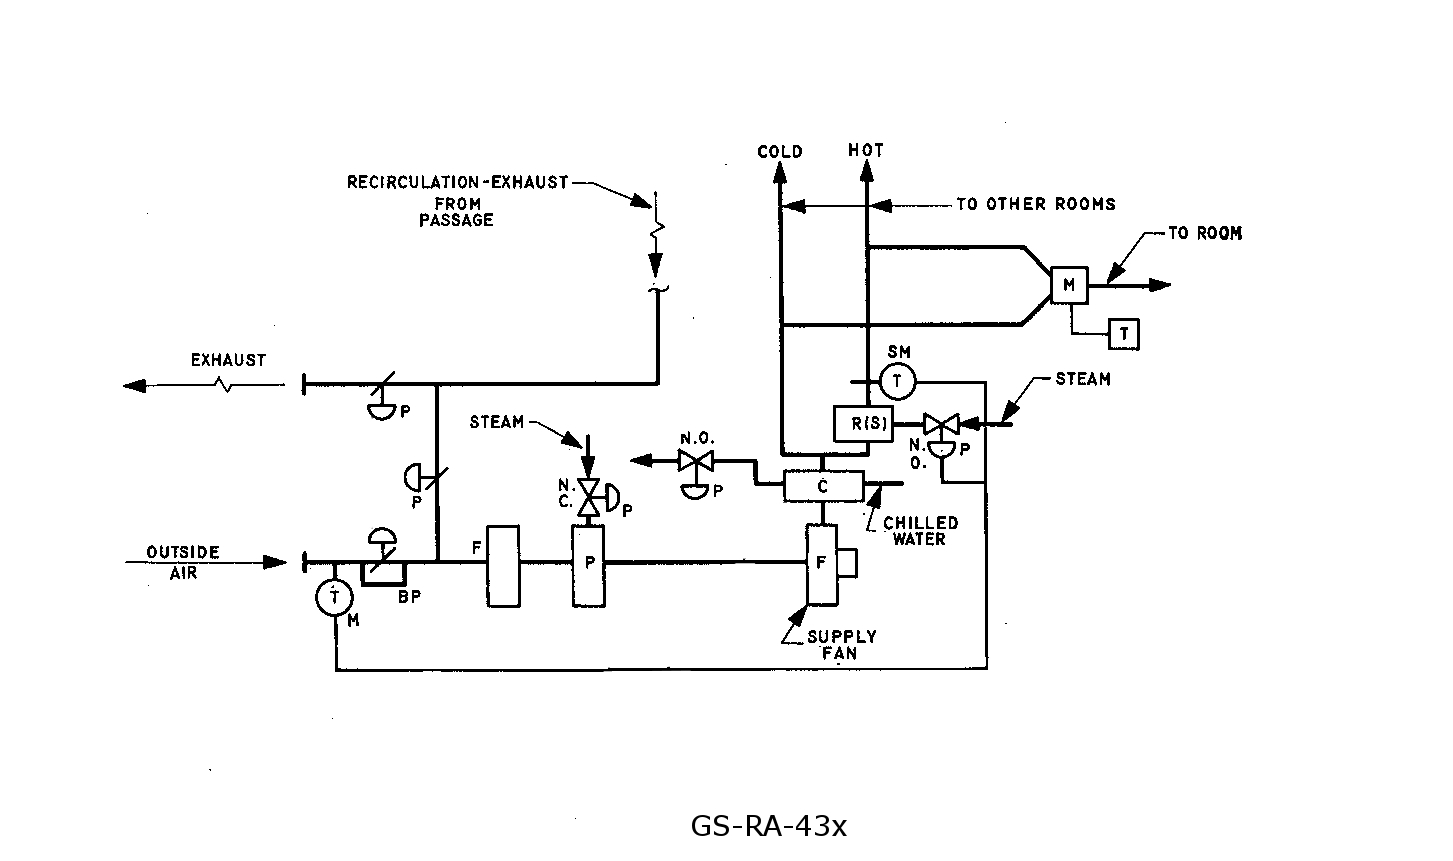 COLD
HOT
RECIRCULATION-EXHAUST
FROM
PASSAGE
TO OTHER ROOMS
TO ROOM
M
T
EXHAUST
SM
T
STEAM
P
R(S)
STEAM
N.O.
N.
O.
P
P
N.
C.
P
P
C
CHILLED
WATER
OUTSIDE
AIR
F
P
F
T
M
BP
SUPPLY
FAN
GS-RA-43x